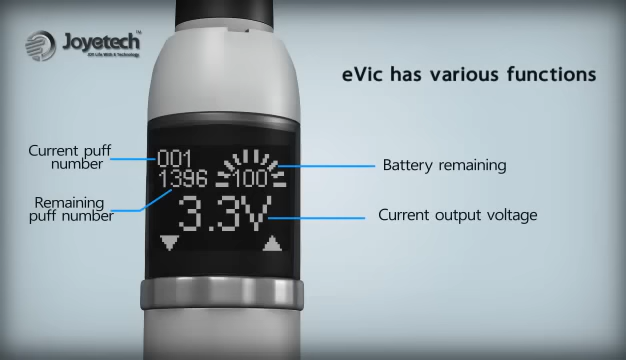 Joyetech™
eVic has various functions
Current puff
number
Remaining
puff number
001
1396
100
3.3V
Battery remaining
Current output voltage